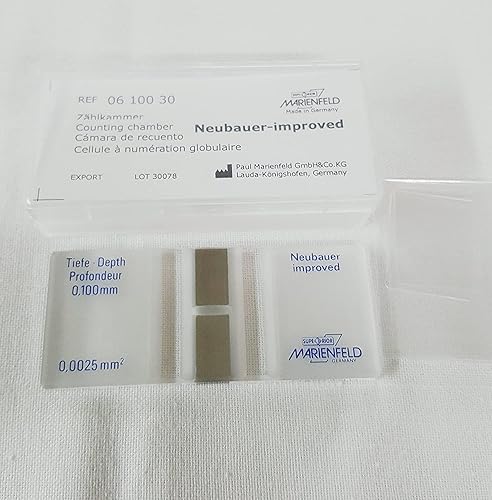 REF 06 100 30
SUPERIOR
MARIENFELD
Made in Germany
Zählkammer
Counting chamber
Cámara de recuento
Cellule à numération globulaire
Neubauer-improved
EXPORT LOT 30078
Paul Marienfeld GmbH&Co.KG
Lauda-Königshofen, Germany
Tiefe · Depth
Profondeur
0,100mm
0,0025mm²
Neubauer
improved
SUPERIOR
MARIENFELD
GERMANY